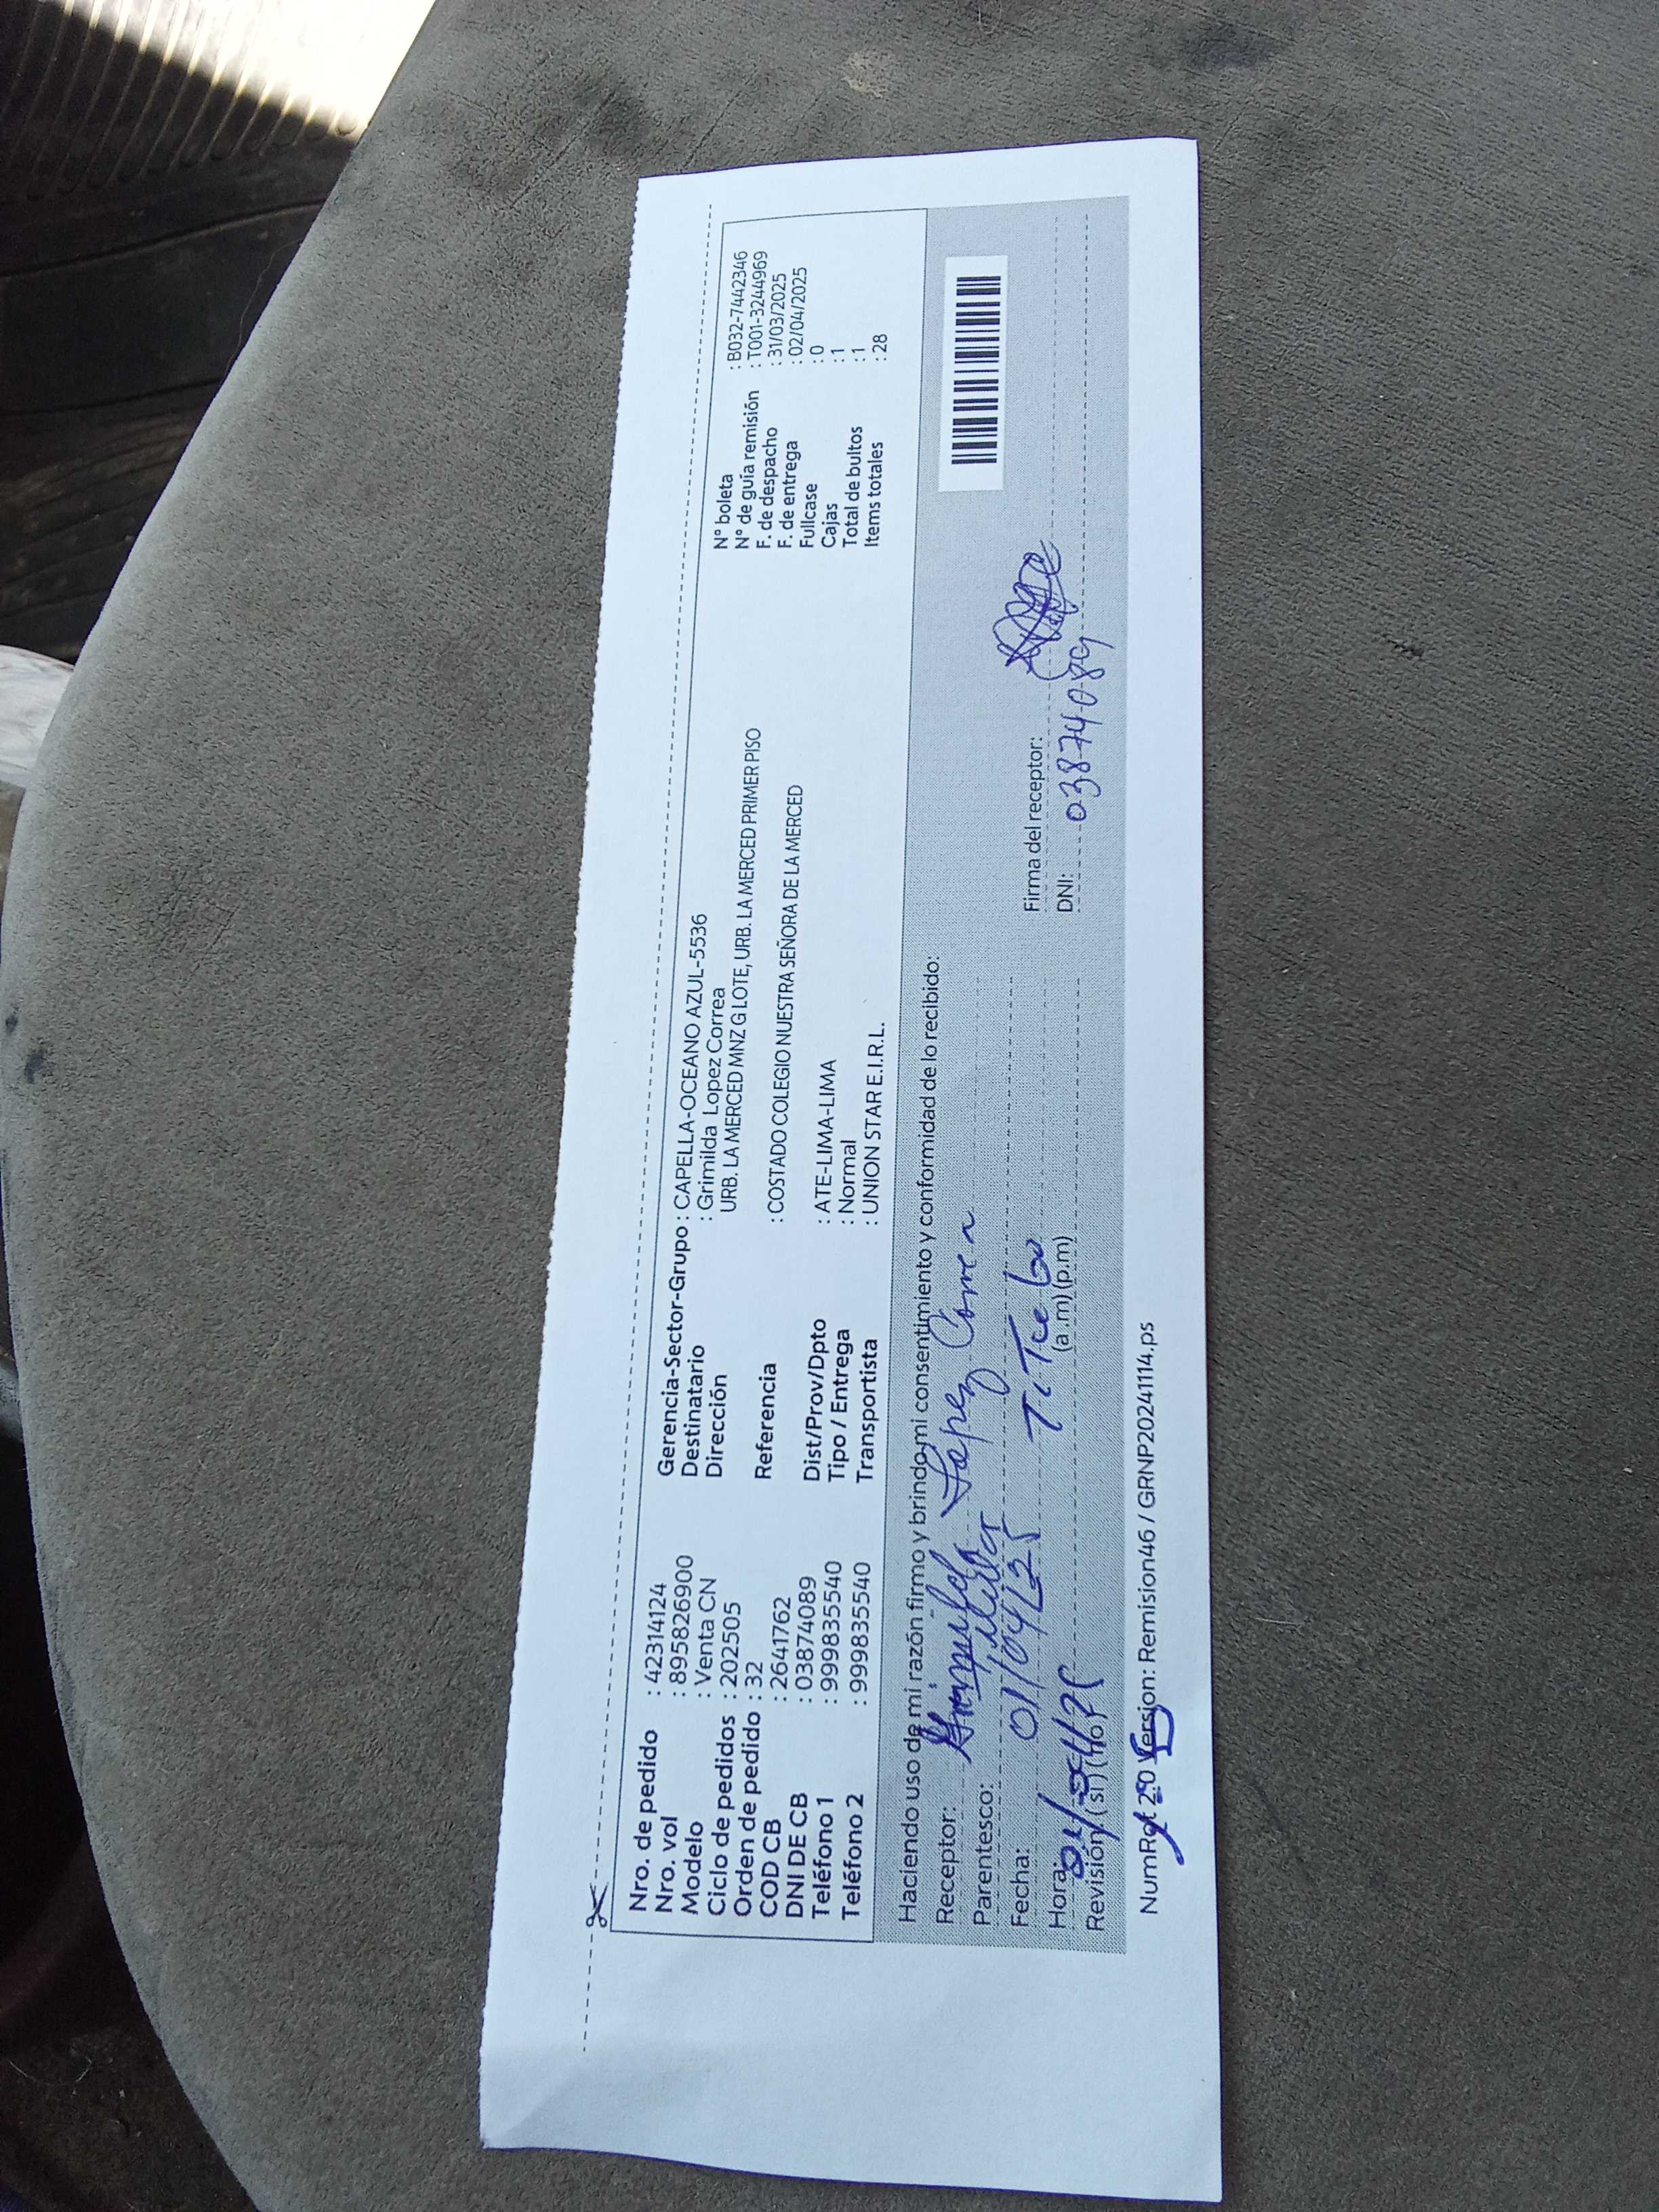 Nro. de pedido : 42314124
Nro. vol : 8958269​00
Modelo : Venta CN
Ciclo de pedidos : 202505
Orden de pedido : 32
COD CB : 2641762
DNI DE CB : 03874089
Teléfono 1 : 999835540
Teléfono 2 : 999835540
Gerencia-Sector-Grupo : CAPELLA-OCEANO AZUL-5536
Destinatario : Grimilda Lopez Correa
Dirección URB. LA MERCED MNZ G LOTE, URB. LA MERCED PRIMER PISO
Referencia : COSTADO COLEGIO NUESTRA SEÑORA DE LA MERCED
Dist/Prov/Dpto : ATE-LIMA-LIMA
Tipo / Entrega : Normal
Transportista : UNION STAR E.I.R.L.
N° boleta : B032-7442346
N° de guía remisión : T001-3244969
F. de despacho : 31/03/2025
F. de entrega : 02/04/2025
Fullcase : 0
Cajas : 1
Total de bultos : 1
Items totales : 28
Haciendo uso de mi razón firmo y brindo mi consentimiento y conformidad de lo recibido:
Receptor: Grimilda Lopez Correa
Parentesco:
Fecha: 01/04/25
Hora: (a.m) (p.m)
Revisión (si) (no)
Firma del receptor:
DNI: 03874089
Version: Remision46 / GRNP20241114.ps